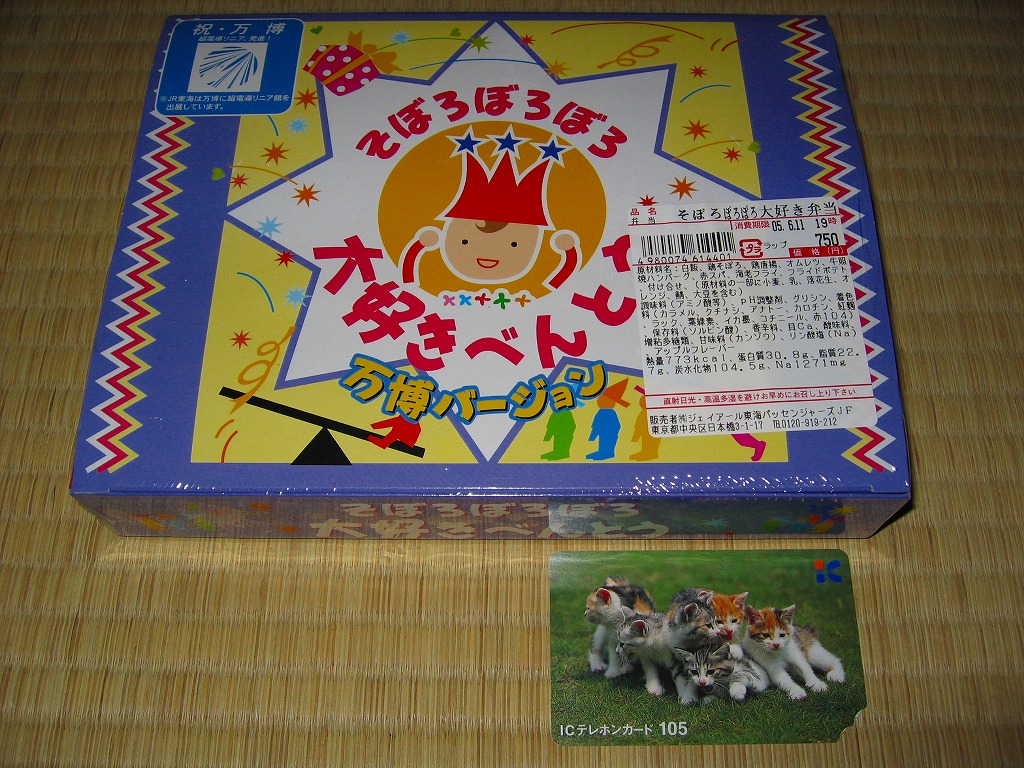 祝・万博
超電導リニア、発進!
※JR東海は万博に超電導リニア館を
出展しています。
そぼろぼろぼろ
大好きべんとう
万博バージョン
品名 そぼろぼろぼろ大好き弁当
弁当
消費期限 05. 6.11 19時
4980074614401
プラ ラップ
750
価格(円)
原材料名:白飯、鶏そぼろ、鶏唐揚、オムレツ、牛鍋
焼ハンバーグ、赤スパ、海老フライ、フライドポテト
、付け合せ、(原材料の一部に小麦、乳、落花生、オ
レンジ、鯖、大豆を含む)
調味料(アミノ酸等)、pH調整剤、グリシン、着色
料(カラメル、クチナシ、アナトー、カロチン、紅麹
、ラック、葉緑素、イカ墨、コチニール、赤104)
、保存料(ソルビン酸)、香辛料、貝Ca、酸味料、
増粘多糖類、甘味料(カンゾウ)、リン酸塩(Na)
、アップルフレーバー
熱量773kcal、蛋白質30.8g、脂質22.
7g、炭水化物104.5g、Na1271mg
直射日光・高温多湿を避けお早めにお召し上り下さい
販売者㈱ジェイアール東海パッセンジャーズJF
東京都中央区日本橋3-1-17 ℡0120-919-212
そぼろぼろぼろ
大好きべんとう
IC
ICテレホンカード 105